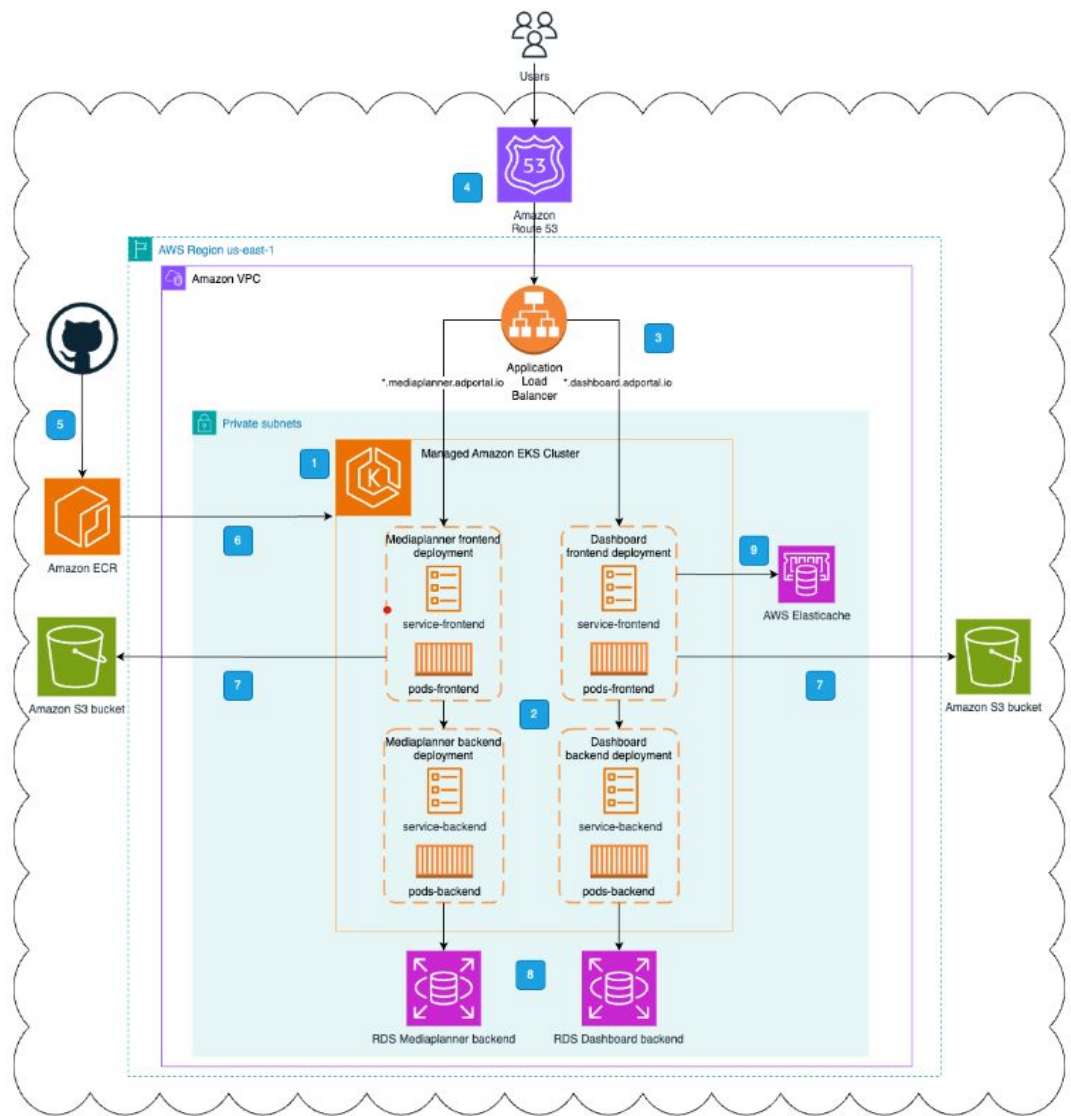 Users
53
4
Amazon
Route 53
AWS Region us-east-1
Amazon VPC
3
Application
Load
Balancer
*.mediaplanner.adportal.io
*.dashboard.adportal.io
5
Private subnets
1
K
Managed Amazon EKS Cluster
6
Amazon ECR
Mediaplanner frontend
deployment
service-frontend
pods-frontend
Dashboard
frontend deployment
service-frontend
pods-frontend
9
AWS Elasticache
7
Amazon S3 bucket
7
Amazon S3 bucket
2
Mediaplanner backend
deployment
service-backend
pods-backend
Dashboard
backend deployment
service-backend
pods-backend
8
RDS Mediaplanner backend
RDS Dashboard backend